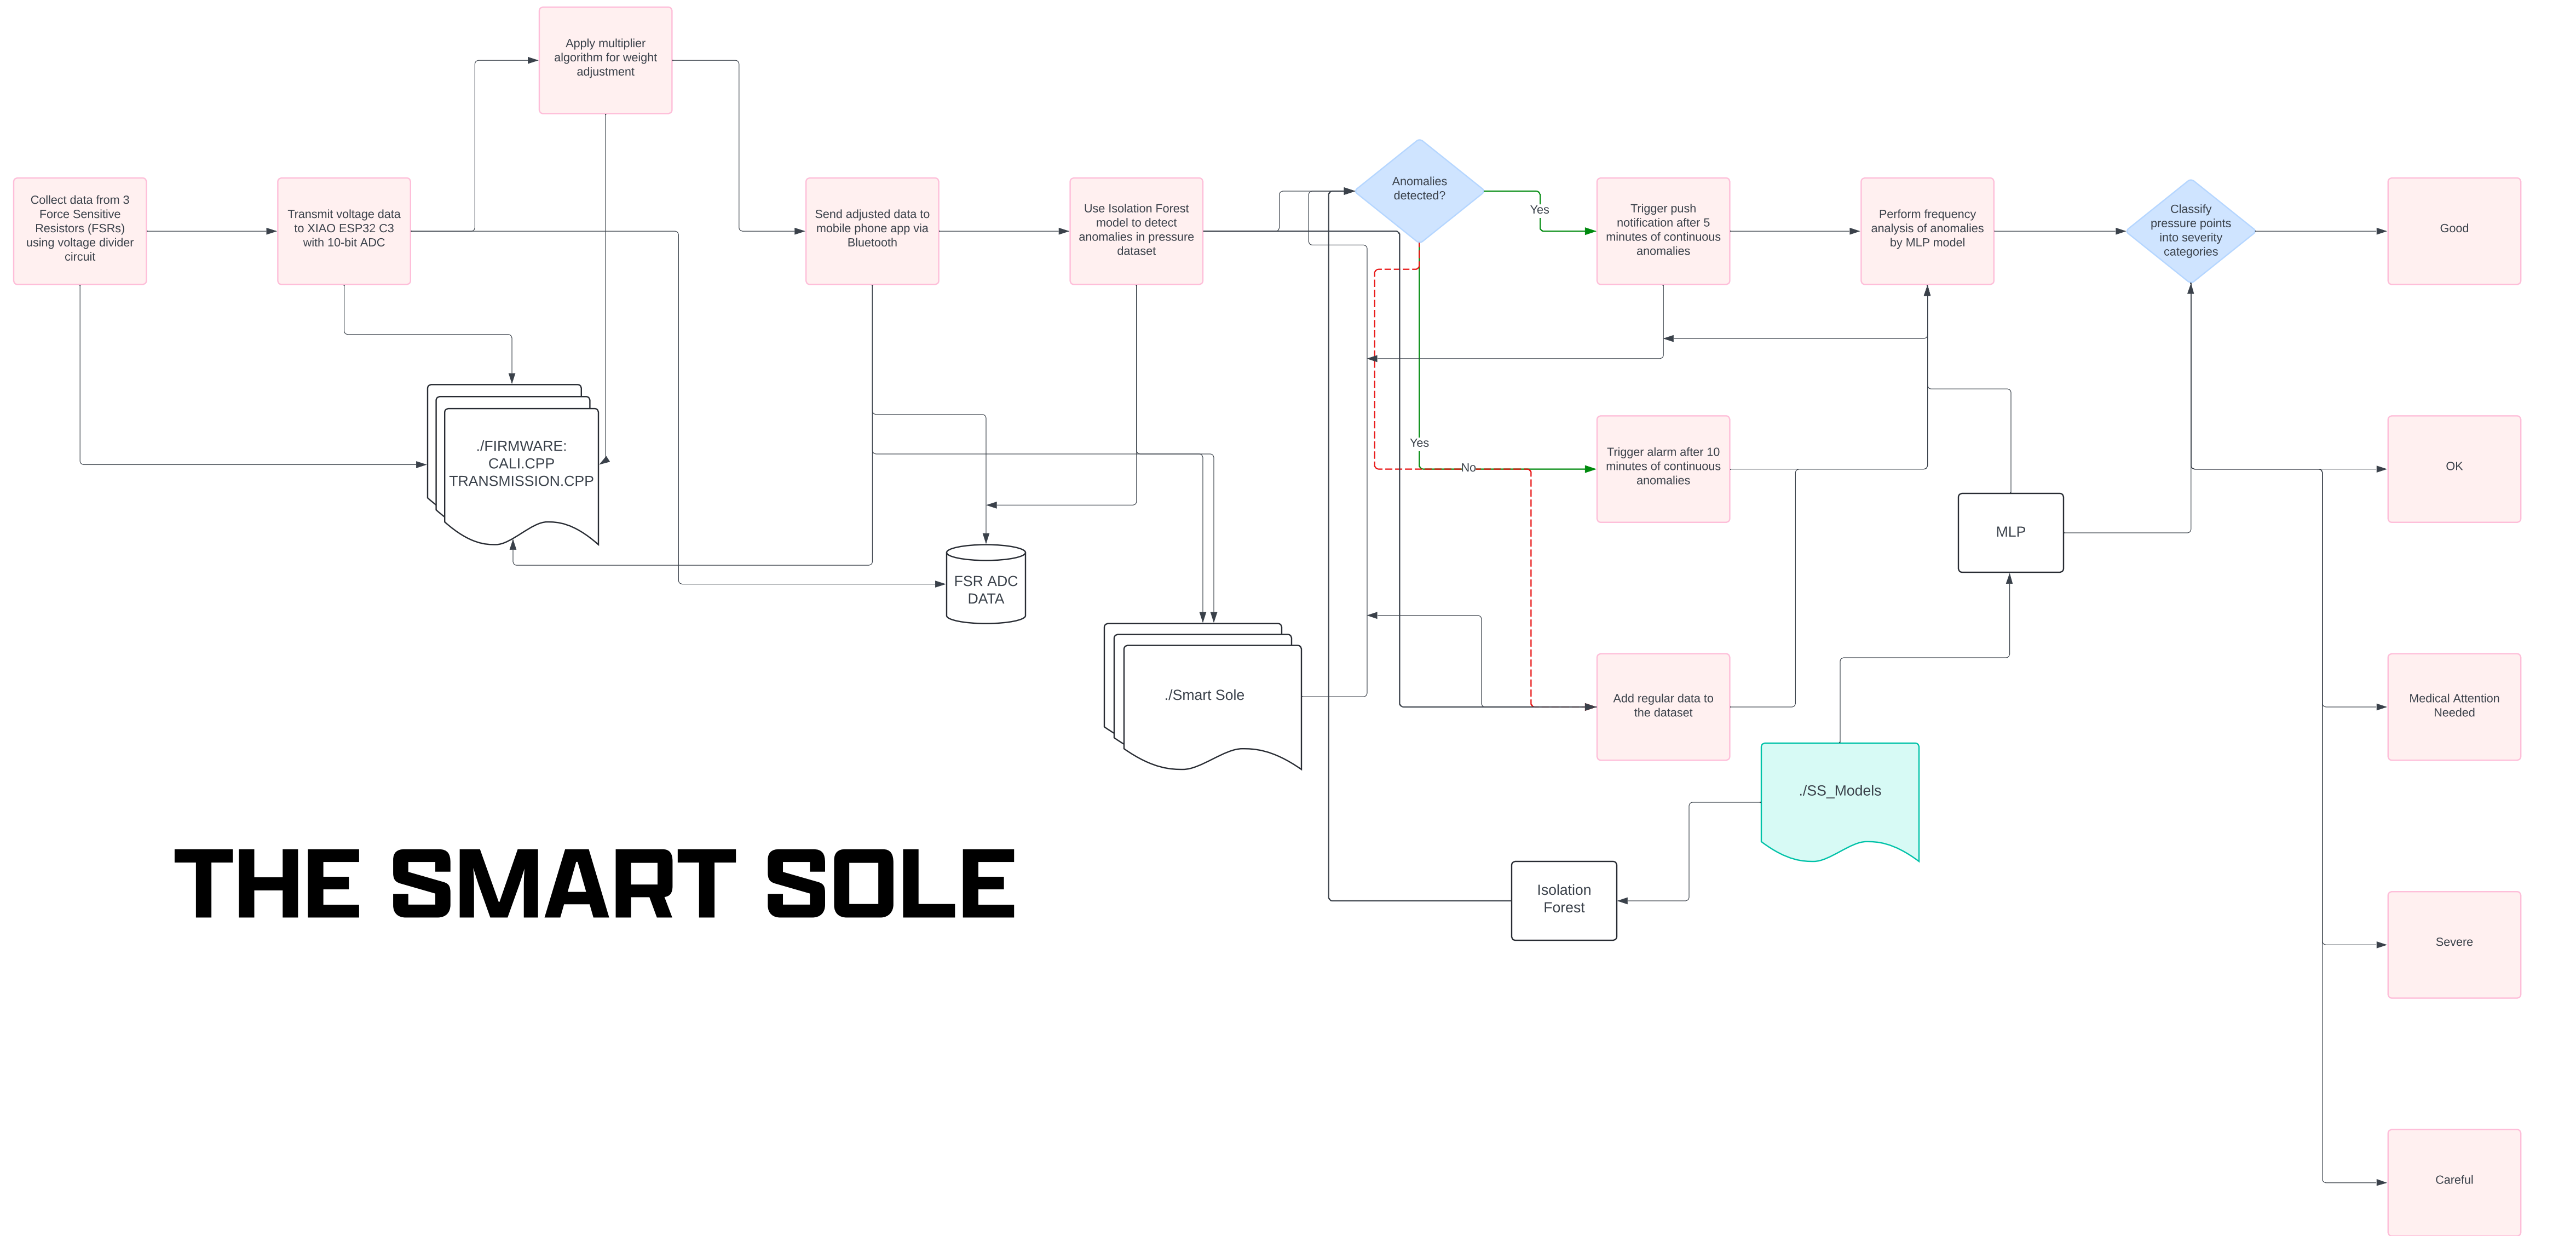 Apply multiplier
algorithm for weight
adjustment
Collect data from 3
Force Sensitive
Resistors (FSRs)
using voltage divider
circuit
Transmit voltage data
to XIAO ESP32 C3
with 10-bit ADC
Send adjusted data to
mobile phone app via
Bluetooth
Use Isolation Forest
model to detect
anomalies in pressure
dataset
Anomalies
detected?
Yes
Trigger push
notification after 5
minutes of continuous
anomalies
Perform frequency
analysis of anomalies
by MLP model
Classify
pressure points
into severity
categories
Good
./FIRMWARE:
CALI.CPP
TRANSMISSION.CPP
Yes
No
Trigger alarm after 10
minutes of continuous
anomalies
OK
MLP
FSR ADC
DATA
./Smart Sole
Add regular data to
the dataset
Medical Attention
Needed
./SS_Models
THE SMART SOLE
Isolation
Forest
Severe
Careful